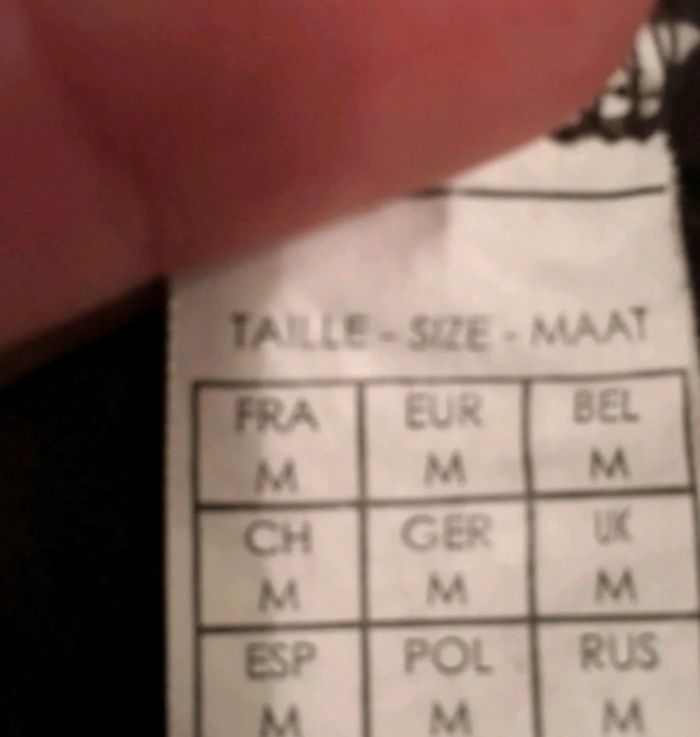 TAILLE - SIZE - MAAT
FRA EUR BEL
M M M
CH GER UK
M M M
ESP POL RUS
M M M